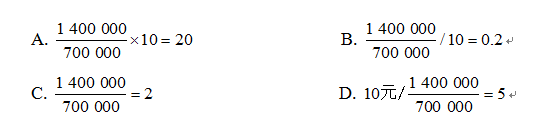 A. 1 400 000 / 700 000 ×10 = 20 B. 1 400 000 / 700 000 / 10 = 0.2↵
C. 1 400 000 / 700 000 = 2 D. 10元/ 1 400 000 / 700 000 = 5↵